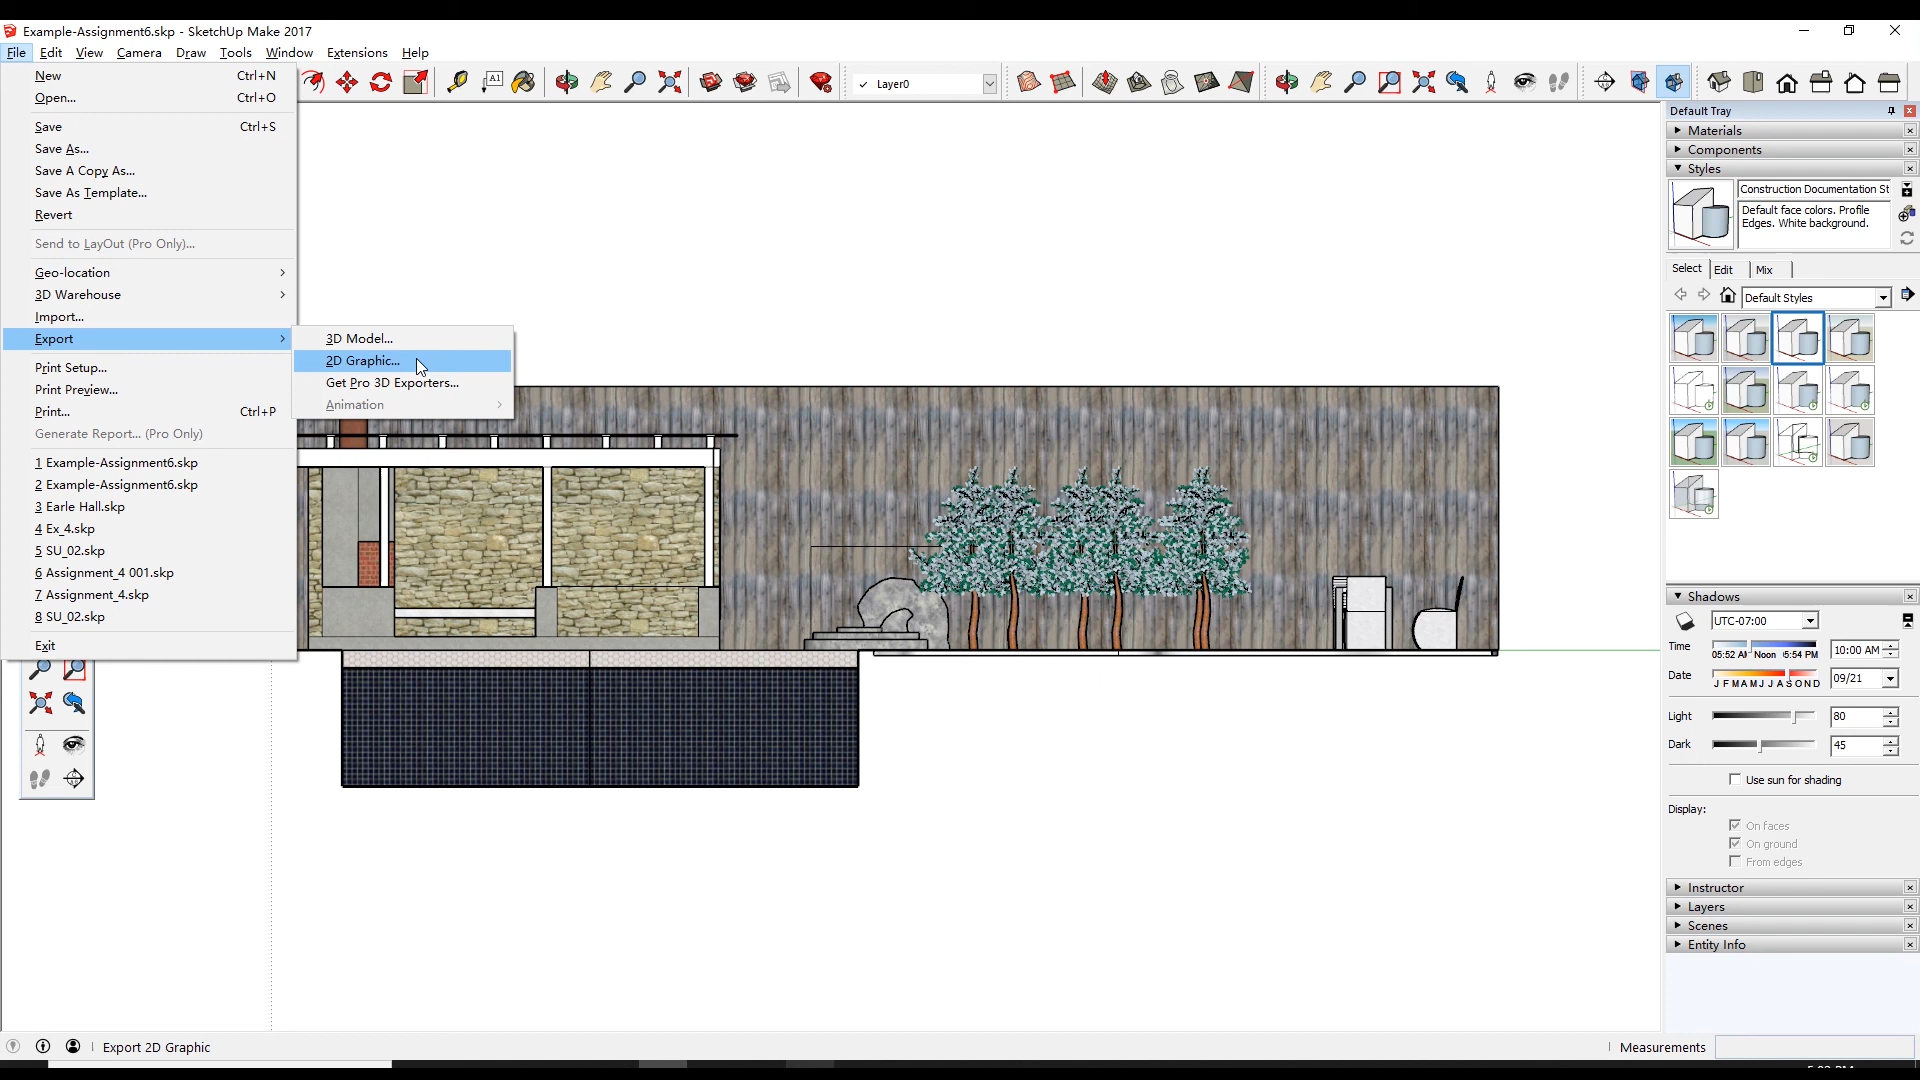 Example-Assignment6.skp - SketchUp Make 2017
File Edit View Camera Draw Tools Window Extensions Help
New Ctrl+N
Open... Ctrl+O
Save Ctrl+S
Save As...
Save A Copy As...
Save As Template...
Revert
Send to LayOut (Pro Only)...
Geo-location
3D Warehouse
Import...
Export
Print Setup...
Print Preview...
Print... Ctrl+P
Generate Report... (Pro Only)
1 Example-Assignment6.skp
2 Example-Assignment6.skp
3 Earle Hall.skp
4 Ex_4.skp
5 SU_02.skp
6 Assignment_4 001.skp
7 Assignment_4.skp
8 SU_02.skp
Exit
3D Model...
2D Graphic...
Get Pro 3D Exporters...
Animation
A1
Layer0
Default Tray
Materials
Components
Styles
Construction Documentation St
Default face colors. Profile
Edges. White background.
Select Edit Mix
Default Styles
Shadows
UTC-07:00
Time 05:52 AM Noon 5:54 PM 10:00 AM
Date J F M A M J J A S O N D 09/21
Light 80
Dark 45
Use sun for shading
Display:
On faces
On ground
From edges
Instructor
Layers
Scenes
Entity Info
Export 2D Graphic
Measurements